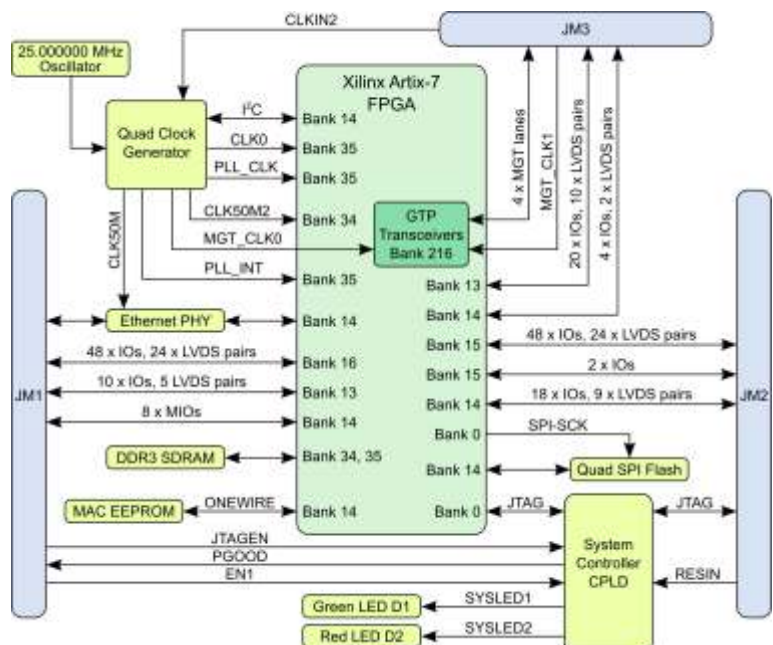 CLKIN2
JM3
25.000000 MHz
Oscillator
Xilinx Artix-7
FPGA
Quad Clock
Generator
I²C
Bank 14
CLK0
Bank 35
PLL_CLK
Bank 35
CLK50M2
Bank 34
MGT_CLK0
PLL_INT
Bank 35
CLK50M
GTP
Transceivers
Bank 216
4 x MGT lanes
MGT_CLK1
20 x IOs, 10 x LVDS pairs
4 x IOs, 2 x LVDS pairs
Bank 13
Bank 14
Ethernet PHY
Bank 14
48 x IOs, 24 x LVDS pairs
Bank 16
10 x IOs, 5 LVDS pairs
Bank 13
8 x MIOs
Bank 14
JM1
Bank 15
48 x IOs, 24 x LVDS pairs
Bank 15
2 x IOs
Bank 14
18 x IOs, 9 x LVDS pairs
JM2
Bank 0
SPI-SCK
Bank 14
Quad SPI Flash
DDR3 SDRAM
Bank 34, 35
MAC EEPROM
ONEWIRE
Bank 14
Bank 0
JTAG
JTAG
System
Controller
CPLD
JTAGEN
PGOOD
EN1
RESIN
Green LED D1
SYSLED1
Red LED D2
SYSLED2